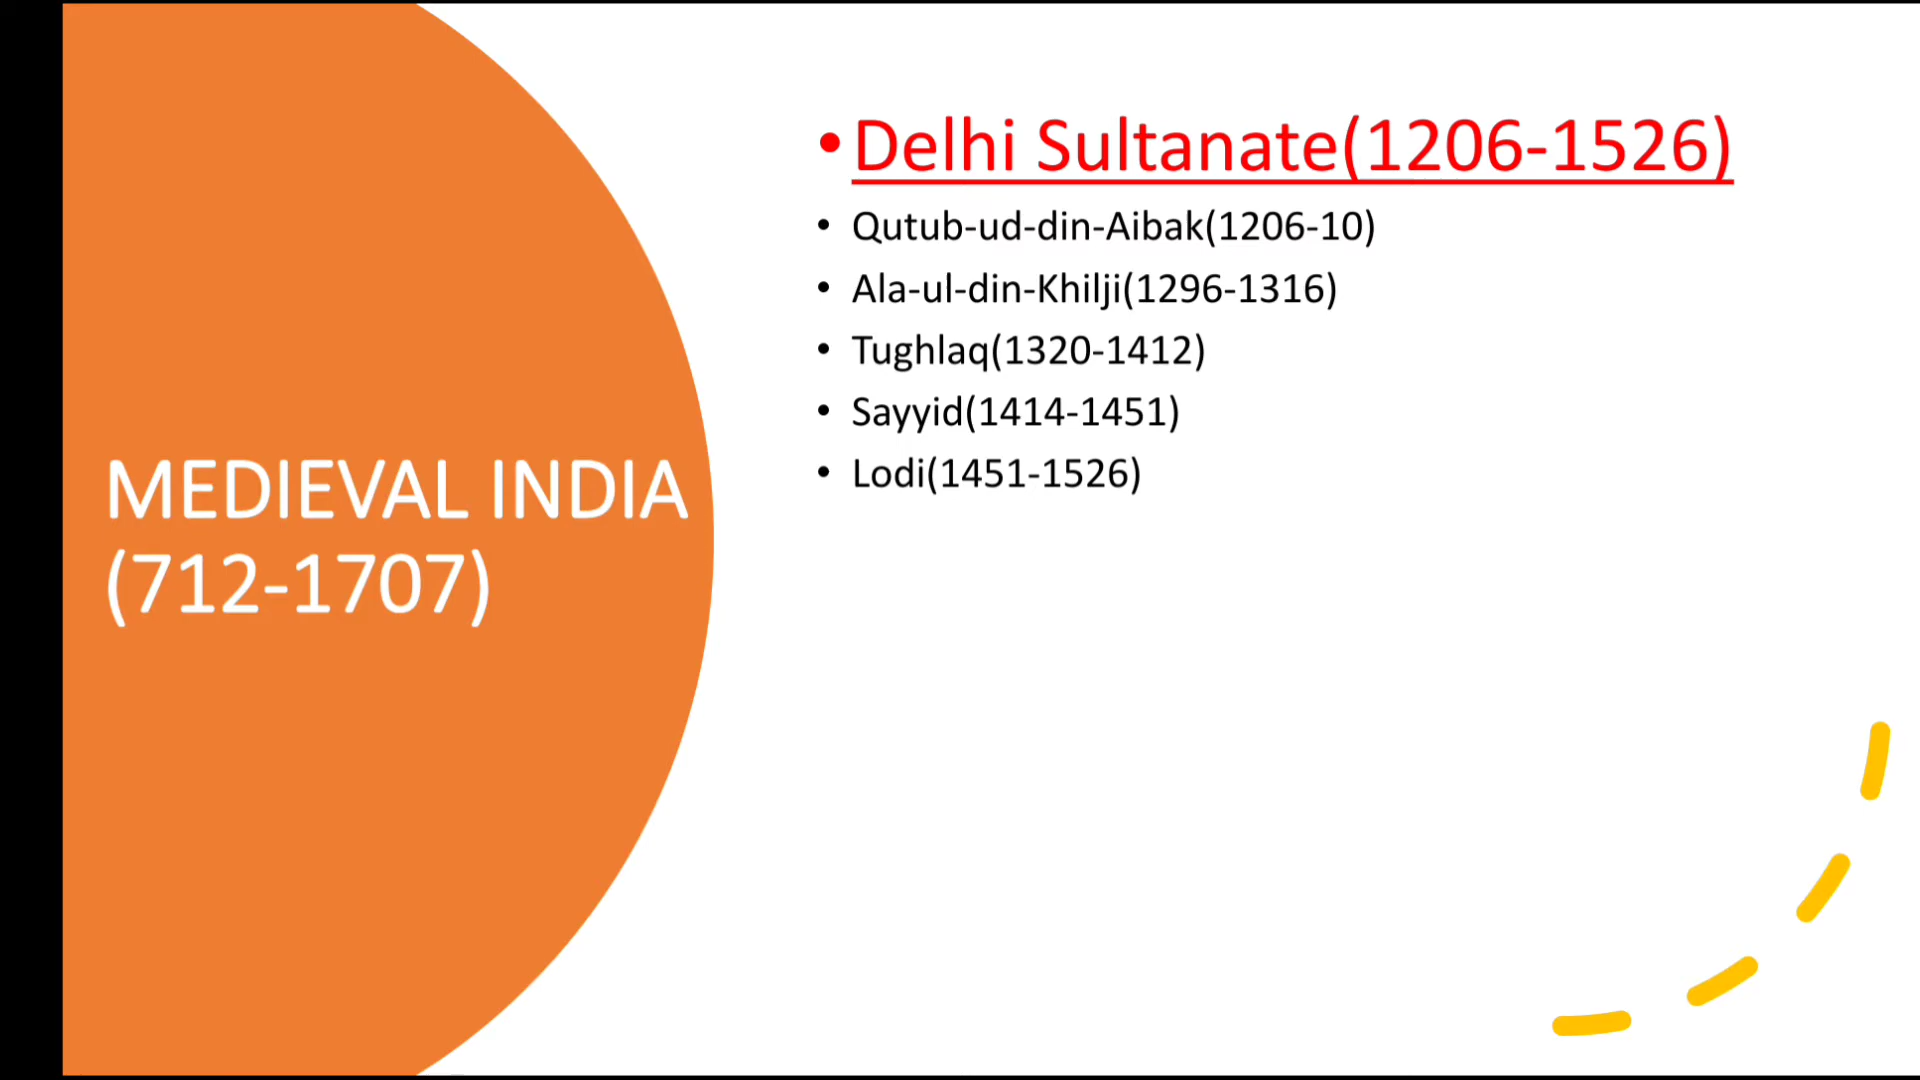 MEDIEVAL INDIA
(712-1707)
•Delhi Sultanate(1206-1526)
• Qutub-ud-din-Aibak(1206-10)
• Ala-ul-din-Khilji(1296-1316)
• Tughlaq(1320-1412)
• Sayyid(1414-1451)
• Lodi(1451-1526)